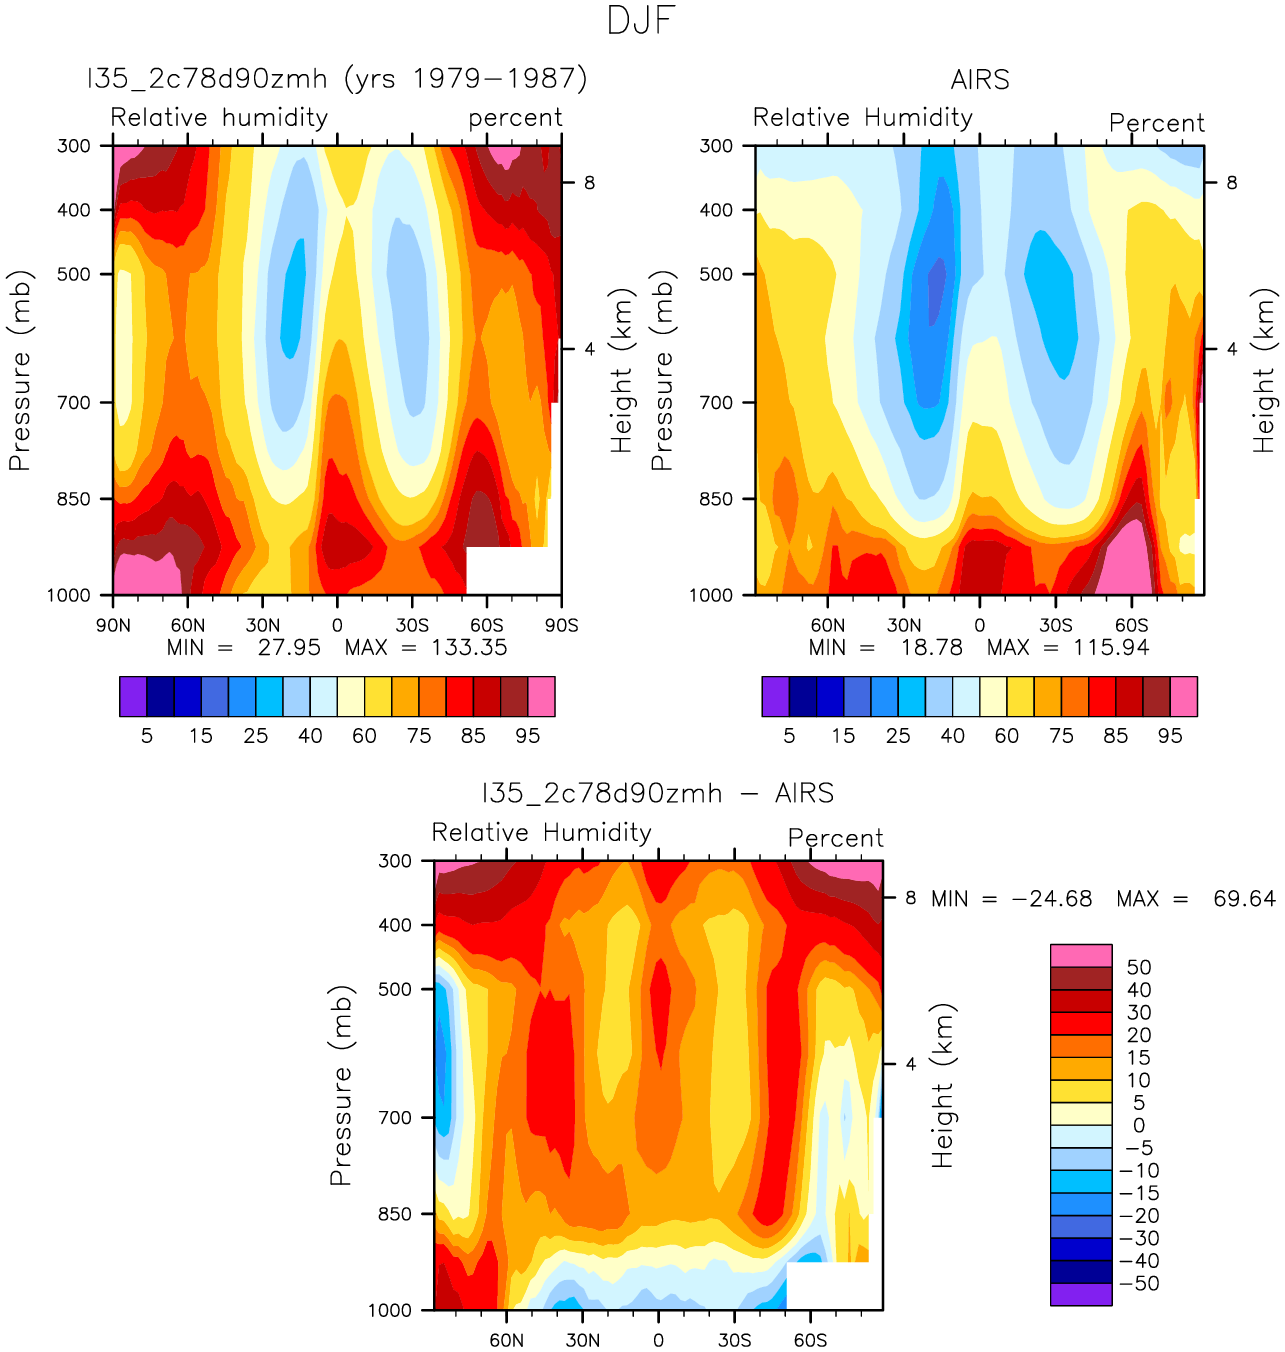 DJF
I35_2c78d90zmh (yrs 1979−1987)
Relative humidity percent
300
400
500
700
850
1000
Pressure (mb)
8
4
Height (km)
90N 60N 30N 0 30S 60S 90S
MIN = 27.95 MAX = 133.35
5 15 25 40 60 75 85 95
AIRS
Relative Humidity Percent
300
400
500
700
850
1000
Pressure (mb)
8
4
Height (km)
60N 30N 0 30S 60S
MIN = 18.78 MAX = 115.94
5 15 25 40 60 75 85 95
I35_2c78d90zmh − AIRS
Relative Humidity Percent
300
400
500
700
850
1000
Pressure (mb)
8
4
Height (km)
60N 30N 0 30S 60S
MIN = −24.68 MAX = 69.64
50
40
30
20
15
10
5
0
−5
−10
−15
−20
−30
−40
−50